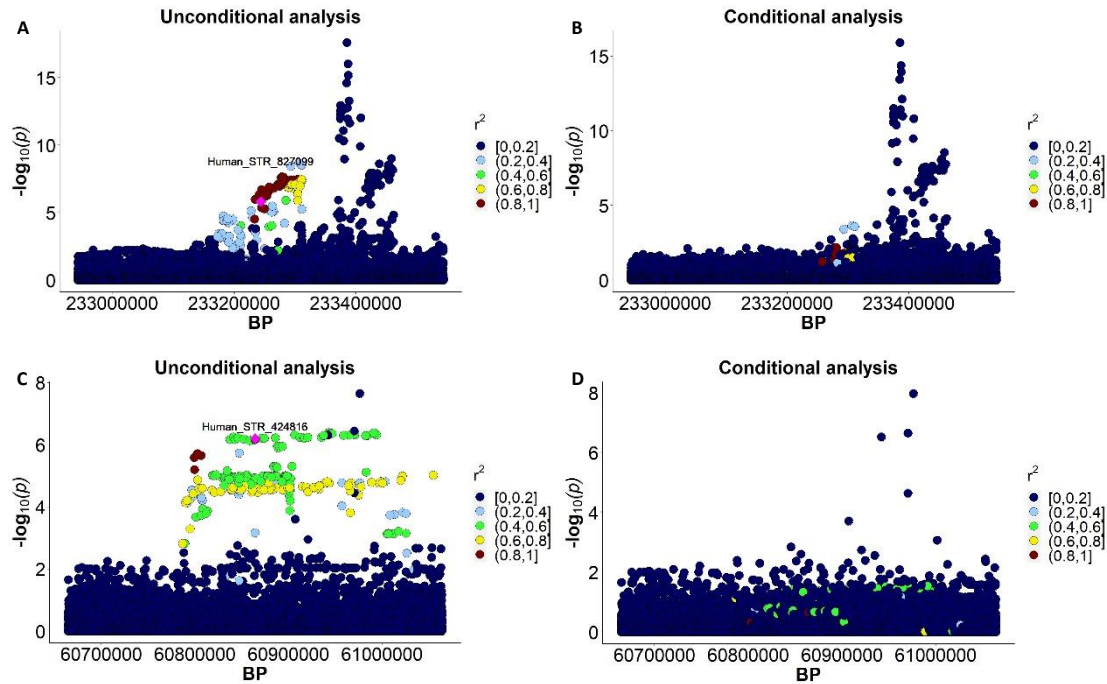 A
Unconditional analysis
15
10
5
0
-log10(p)
Human_STR_827099
233000000 233200000 233400000
BP
r2
[0,0.2]
(0.2,0.4]
(0.4,0.6]
(0.6,0.8]
(0.8,1]
B
Conditional analysis
15
10
5
0
-log10(p)
233000000 233200000 233400000
BP
r2
[0,0.2]
(0.2,0.4]
(0.4,0.6]
(0.6,0.8]
(0.8,1]
C
Unconditional analysis
8
6
4
2
0
-log10(p)
Human_STR_424816
60700000 60800000 60900000 61000000
BP
r2
[0,0.2]
(0.2,0.4]
(0.4,0.6]
(0.6,0.8]
(0.8,1]
D
Conditional analysis
8
6
4
2
0
-log10(p)
60700000 60800000 60900000 61000000
BP
r2
[0,0.2]
(0.2,0.4]
(0.4,0.6]
(0.6,0.8]
(0.8,1]